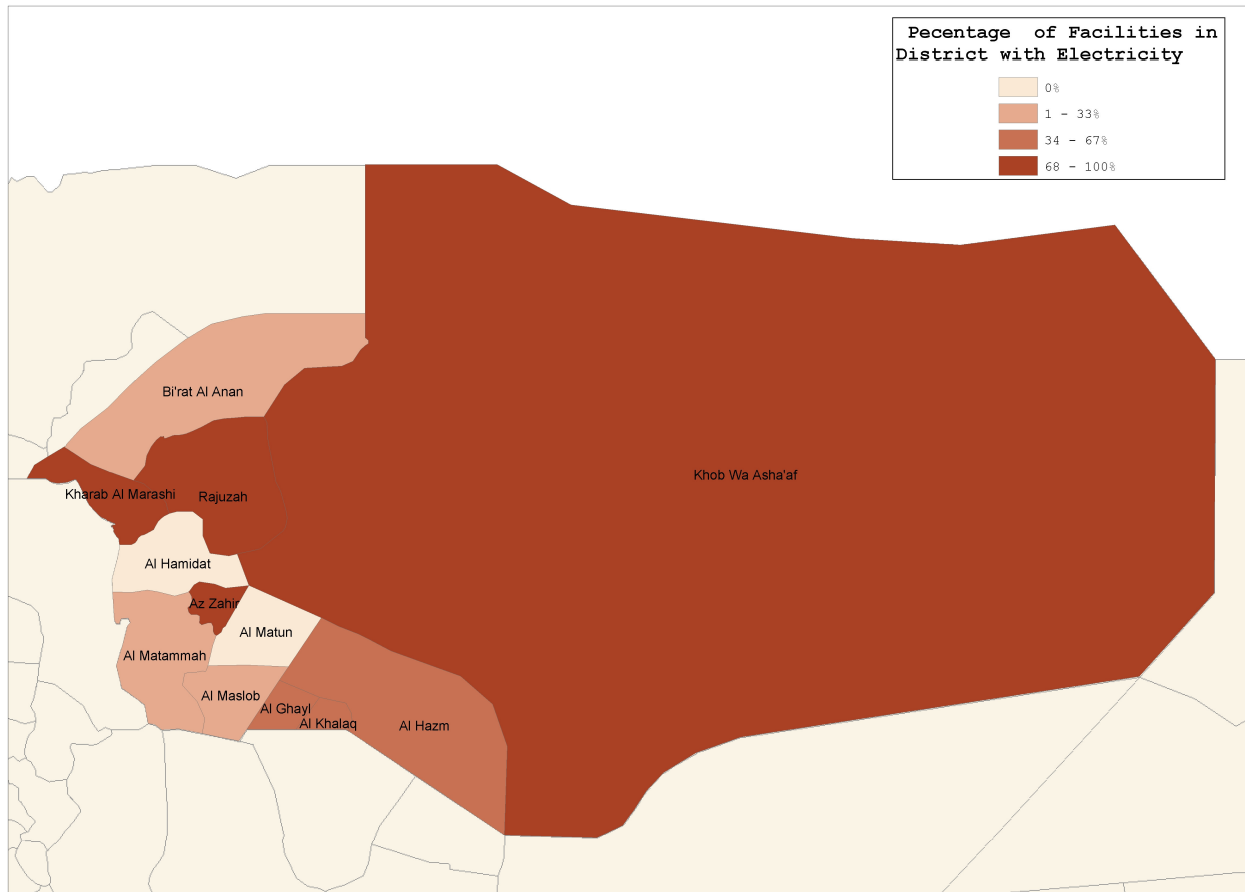 Pecentage of Facilities in
District with Electricity
0%
1 - 33%
34 - 67%
68 - 100%
Bi'rat Al Anan
Khob Wa Asha'af
Kharab Al Marashi
Rajuzah
Al Hamidat
Az Zahir
Al Matun
Al Matammah
Al Maslob
Al Ghayl
Al Khalaq
Al Hazm